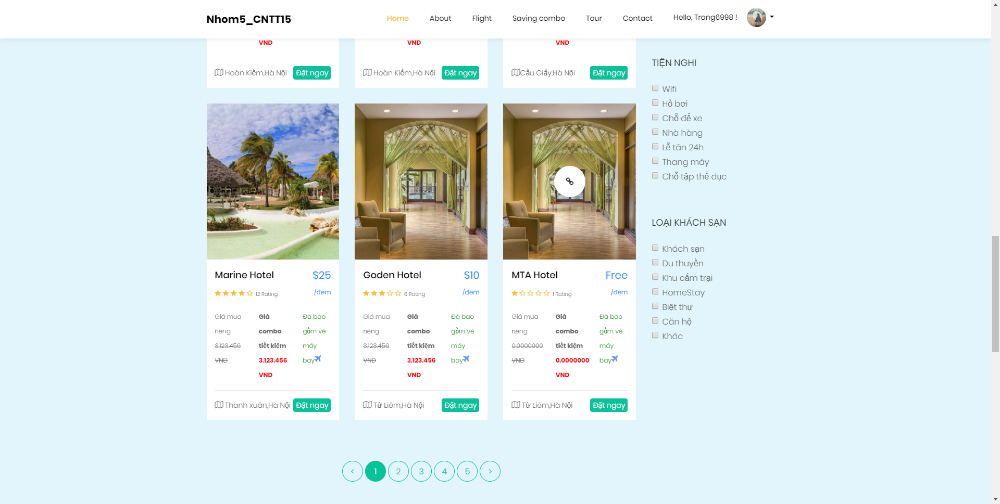 Nhom5_CNTT15
Home About Flight Saving combo Tour Contact Hello, Trang6998 !
VND VND VND
Hoàn Kiếm,Hà Nội Đặt ngay
Hoàn Kiếm,Hà Nội Đặt ngay
Cầu Giấy,Hà Nội Đặt ngay
Marine Hotel $25
12 Rating /đêm
Giá mua Giá Đã bao
riêng combo gồm vé
3.123.456 tiết kiệm máy
VND 3.123.456 bay
VND
Thanh xuân,Hà Nội Đặt ngay
Goden Hotel $10
6 Rating /đêm
Giá mua Giá Đã bao
riêng combo gồm vé
3.123.456 tiết kiệm máy
VND 3.123.456 bay
VND
Từ Liêm,Hà Nội Đặt ngay
MTA Hotel Free
1 Rating /đêm
Giá mua Giá Đã bao
riêng combo gồm vé
0.0000000 tiết kiệm máy
VND 0.0000000 bay
VND
Từ Liêm,Hà Nội Đặt ngay
TIỆN NGHI
Wifi
Hồ bơi
Chỗ để xe
Nhà hàng
Lễ tân 24h
Thang máy
Chỗ tập thể dục
LOẠI KHÁCH SẠN
Khách sạn
Du thuyền
Khu cắm trại
HomeStay
Biệt thự
Căn hộ
Khác
< 1 2 3 4 5 >